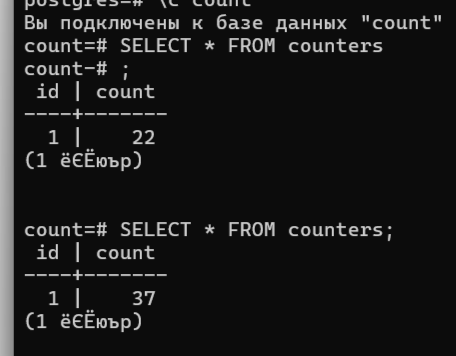 postgres=# \c count
Вы подключены к базе данных "count"
count=# SELECT * FROM counters
count-# ;
 id | count
----+-------
  1 |    22
(1 ёЄЁюър)
count=# SELECT * FROM counters;
 id | count
----+-------
  1 |    37
(1 ёЄЁюър)